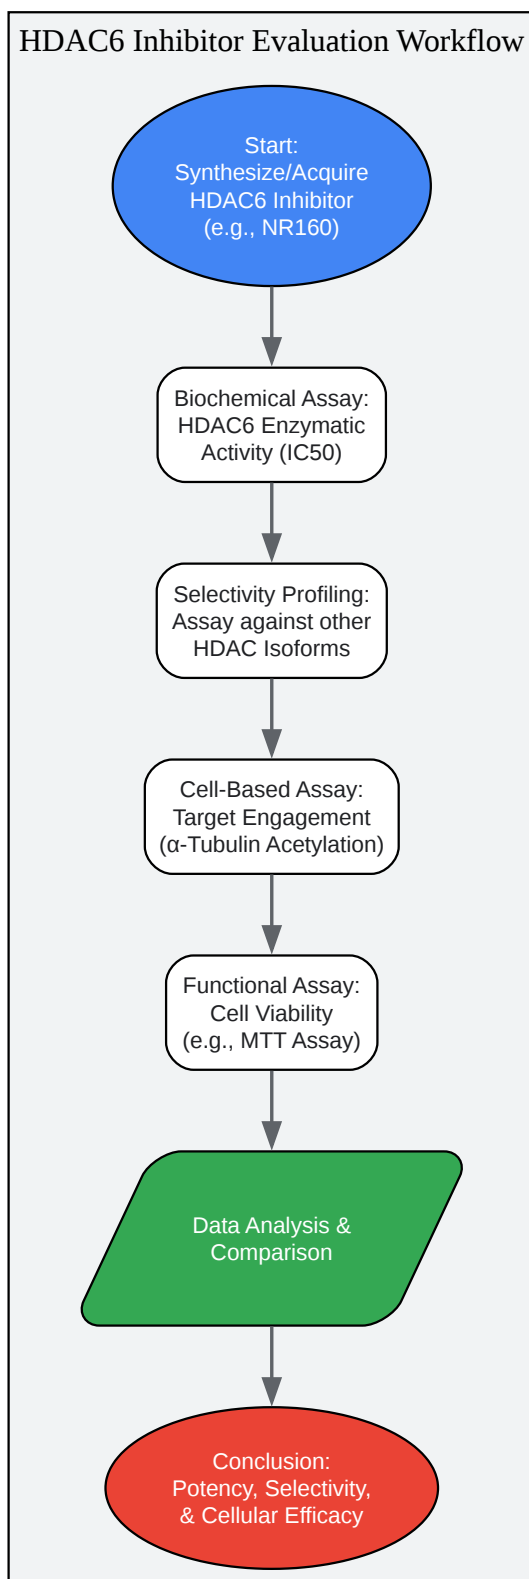 HDAC6 Inhibitor Evaluation Workflow
Start:
Synthesize/Acquire
HDAC6 Inhibitor
(e.g., NR160)
Biochemical Assay:
HDAC6 Enzymatic
Activity (IC50)
Selectivity Profiling:
Assay against other
HDAC Isoforms
Cell-Based Assay:
Target Engagement
(α-Tubulin Acetylation)
Functional Assay:
Cell Viability
(e.g., MTT Assay)
Data Analysis &
Comparison
Conclusion:
Potency, Selectivity,
& Cellular Efficacy